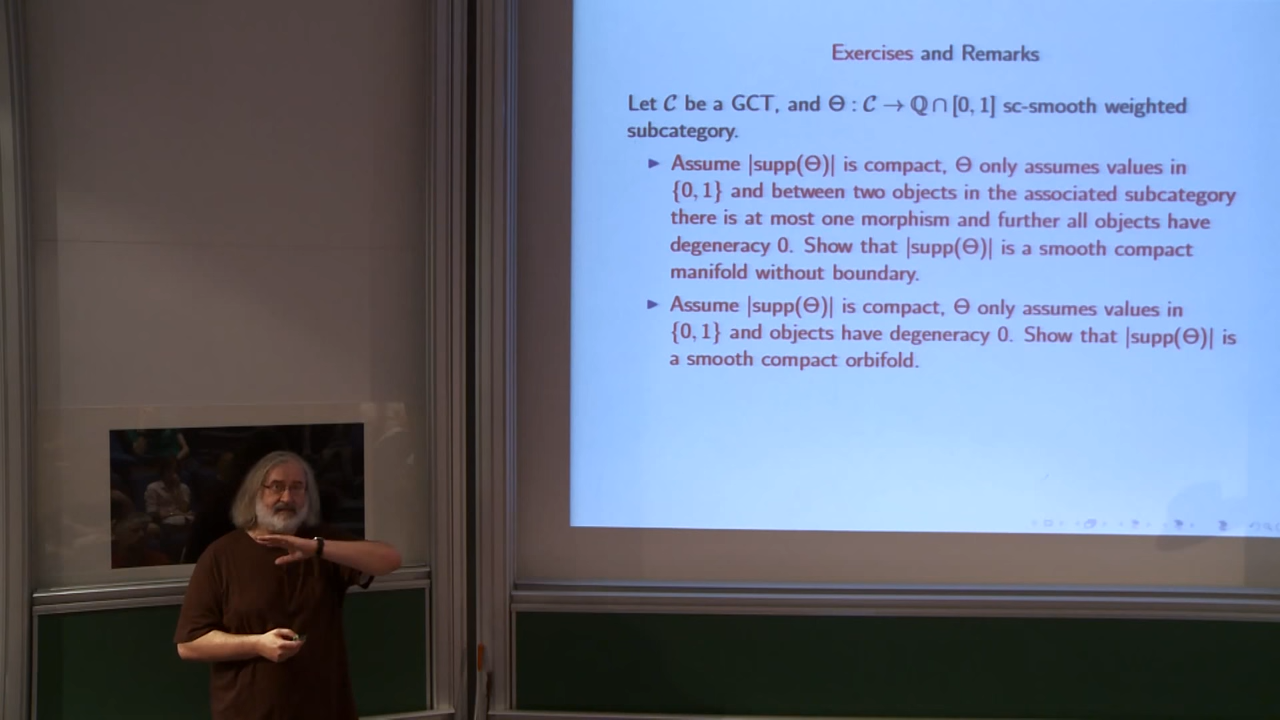 Exercises and Remarks
Let 𝒞 be a GCT, and Θ : 𝒞 → ℚ ∩ [0, 1] sc-smooth weighted
subcategory.
▶ Assume |supp(Θ)| is compact, Θ only assumes values in
{0, 1} and between two objects in the associated subcategory
there is at most one morphism and further all objects have
degeneracy 0. Show that |supp(Θ)| is a smooth compact
manifold without boundary.
▶ Assume |supp(Θ)| is compact, Θ only assumes values in
{0, 1} and objects have degeneracy 0. Show that |supp(Θ)| is
a smooth compact orbifold.